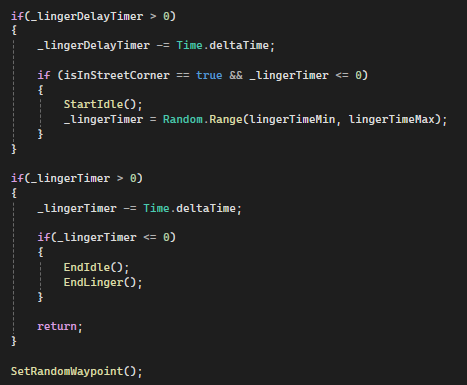 if(_lingerDelayTimer > 0)
{
    _lingerDelayTimer -= Time.deltaTime;

    if (isInStreetCorner == true && _lingerTimer <= 0)
    {
        StartIdle();
        _lingerTimer = Random.Range(lingerTimeMin, lingerTimeMax);
    }
}

if(_lingerTimer > 0)
{
    _lingerTimer -= Time.deltaTime;

    if(_lingerTimer <= 0)
    {
        EndIdle();
        EndLinger();
    }

    return;
}

SetRandomWaypoint();